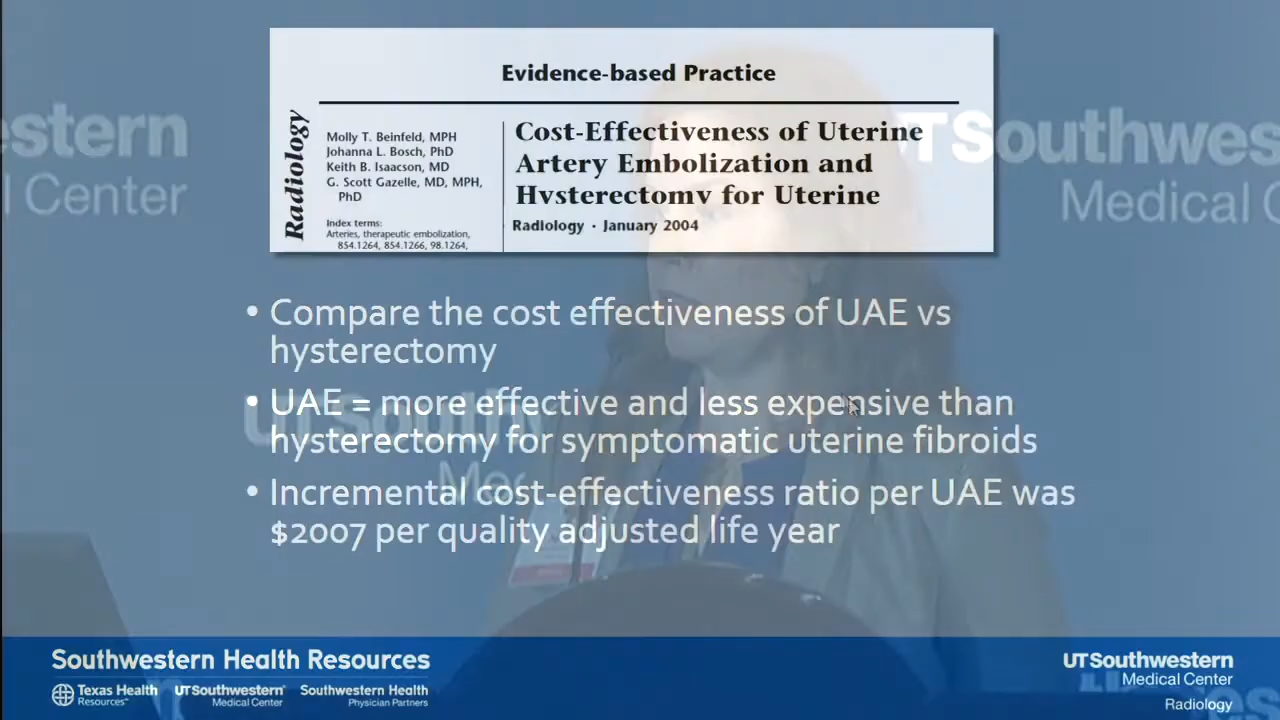 Evidence-based Practice
Radiology
Molly T. Beinfeld, MPH
Johanna L. Bosch, PhD
Keith B. Isaacson, MD
G. Scott Gazelle, MD, MPH,
PhD
Index terms:
Arteries, therapeutic embolization,
854.1264, 854.1266, 98.1264,
Cost-Effectiveness of Uterine
Artery Embolization and
Hysterectomy for Uterine
Radiology · January 2004
stern
l Center
UTSouthwes
Medical C
• Compare the cost effectiveness of UAE vs
hysterectomy
• UAE = more effective and less expensive than
hysterectomy for symptomatic uterine fibroids
• Incremental cost-effectiveness ratio per UAE was
$2007 per quality adjusted life year
Southwestern Health Resources
Texas Health
Resources
UTSouthwestern
Medical Center
Southwestern Health
Physician Partners
UTSouthwestern
Medical Center
Radiology